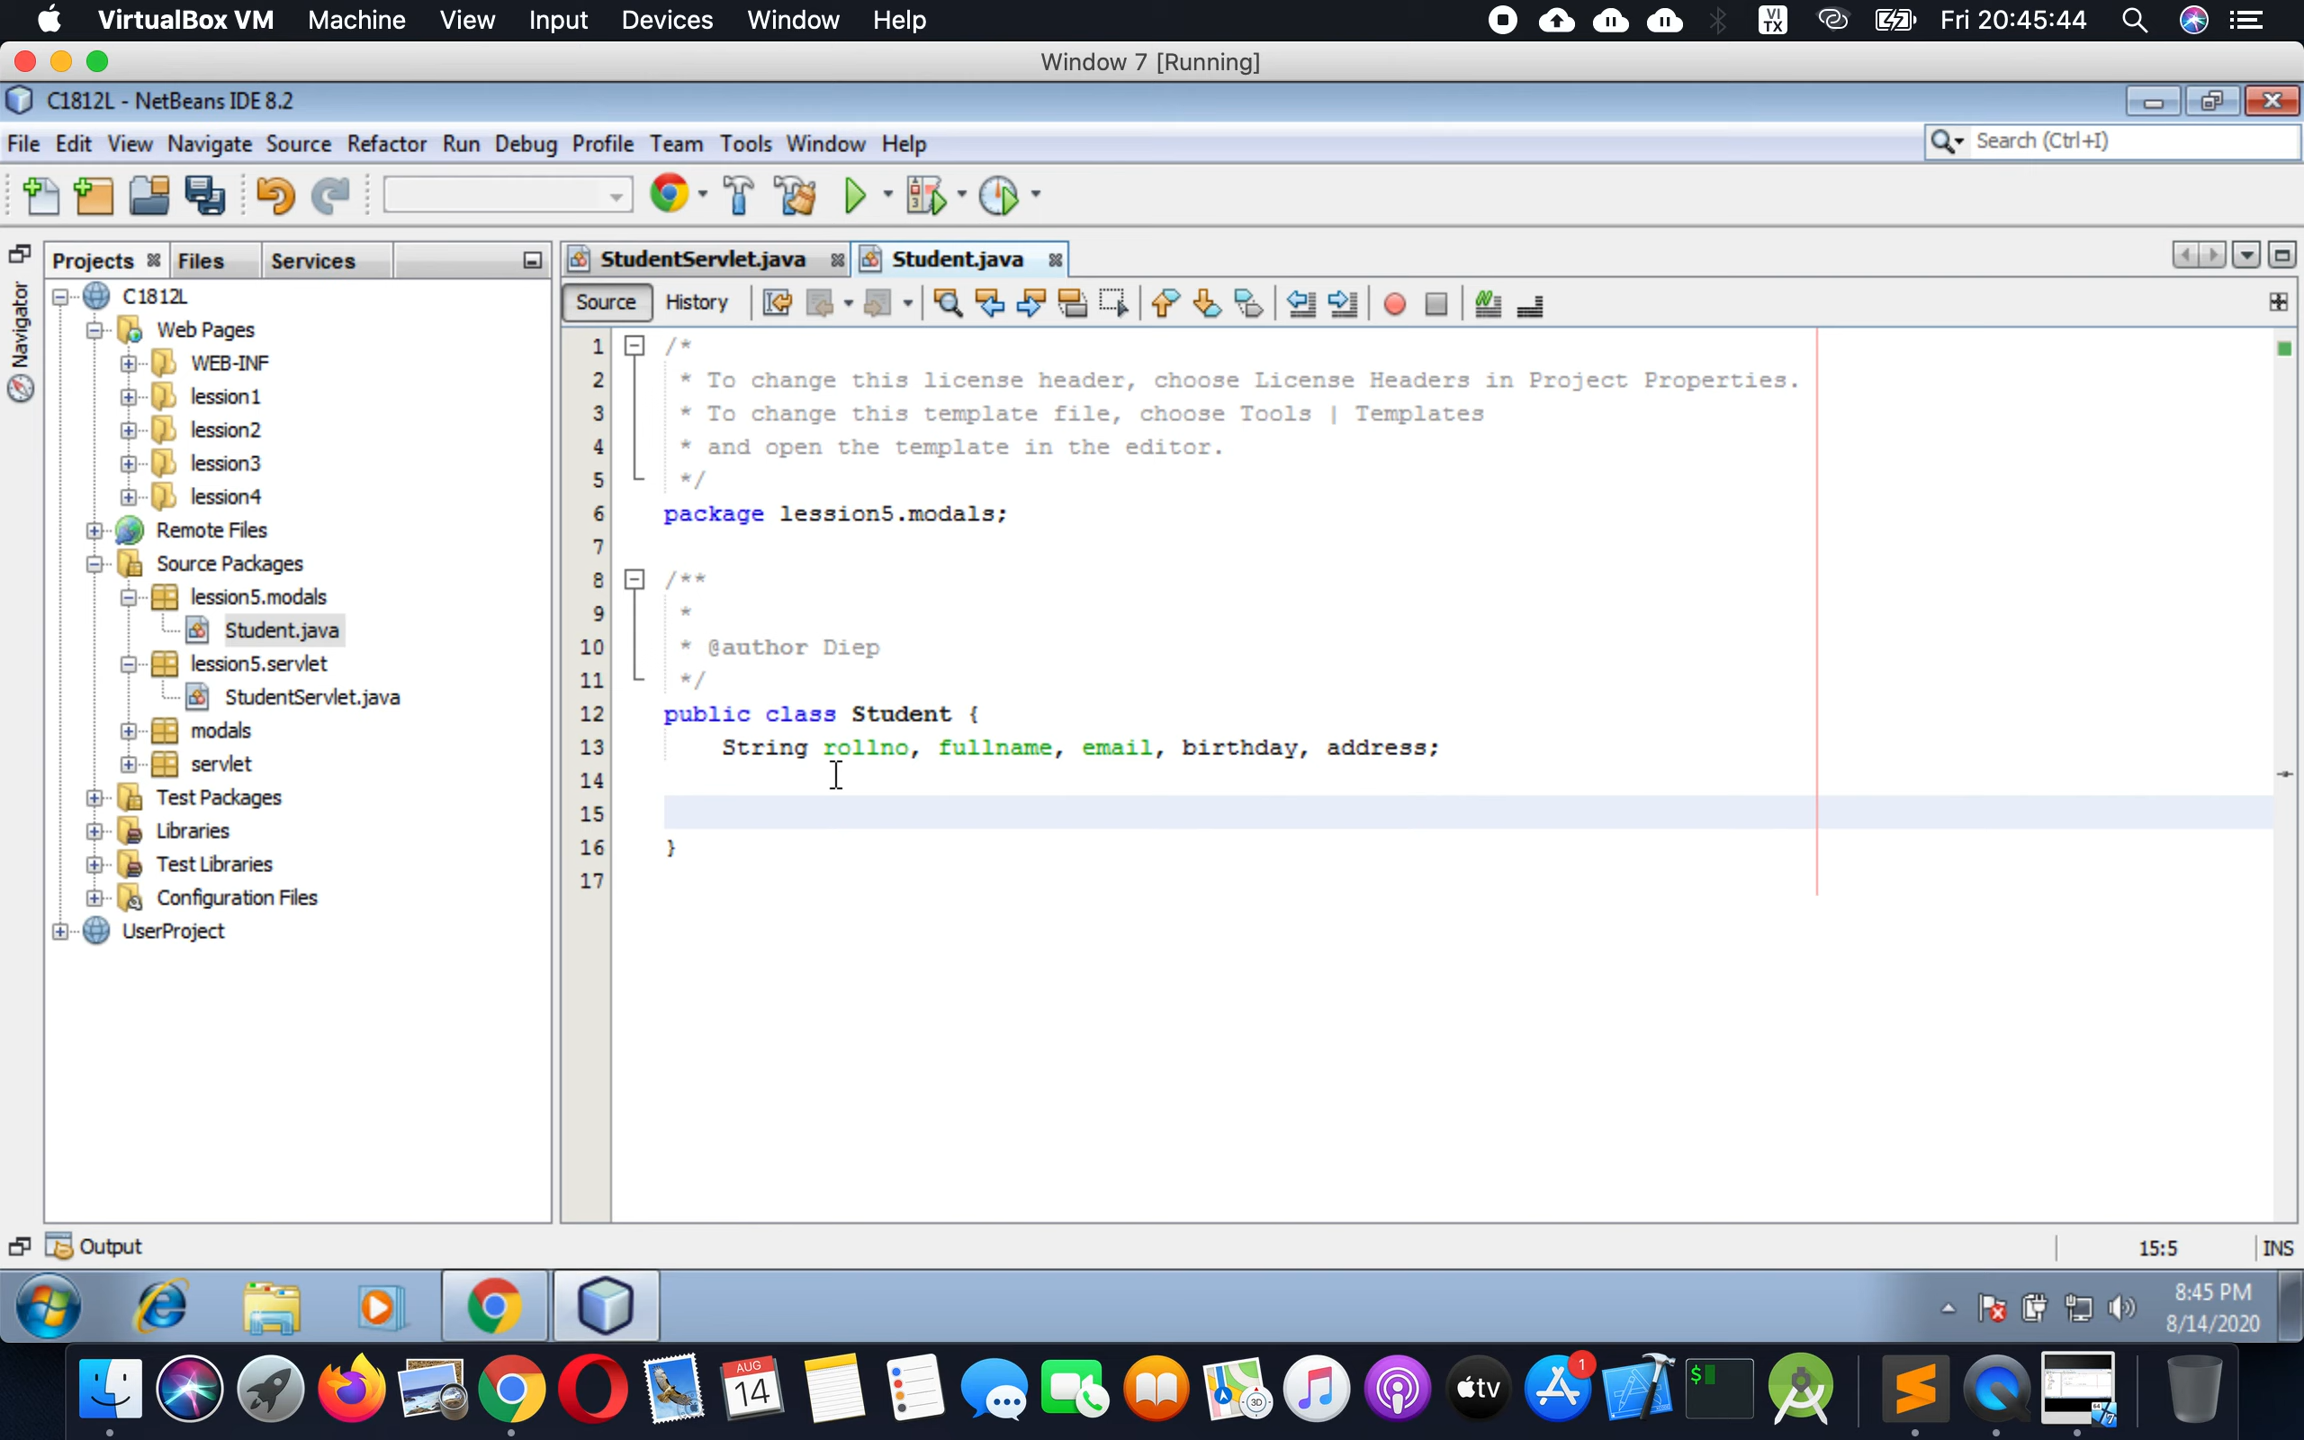 VirtualBox VM Machine View Input Devices Window Help VI TX Fri 20:45:44
Window 7 [Running]
C1812L - NetBeans IDE 8.2
File Edit View Navigate Source Refactor Run Debug Profile Team Tools Window Help Search (Ctrl+I)
Projects Files Services StudentServlet.java Student.java
Navigator
Source History
C1812L
Web Pages
WEB-INF
lession1
lession2
lession3
lession4
Remote Files
Source Packages
lession5.modals
Student.java
lession5.servlet
StudentServlet.java
modals
servlet
Test Packages
Libraries
Test Libraries
Configuration Files
UserProject
1 /*
2 * To change this license header, choose License Headers in Project Properties.
3 * To change this template file, choose Tools | Templates
4 * and open the template in the editor.
5 */
6 package lession5.modals;
7
8 /**
9 *
10 * @author Diep
11 */
12 public class Student {
13 String rollno, fullname, email, birthday, address;
14
15
16 }
17
Output 15:5 INS
8:45 PM
8/14/2020
AUG
14
3D
tv
1
$